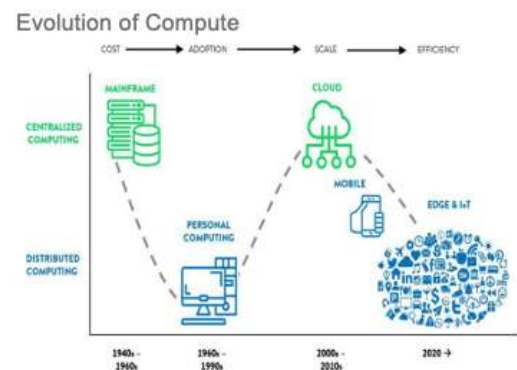 Evolution of Compute
COST ADOPTION SCALE EFFICIENCY
MAINFRAME
CLOUD
CENTRALIZED
COMPUTING
MOBILE
EDGE & IoT
PERSONAL
COMPUTING
DISTRIBUTED
COMPUTING
1940s -
1960s
1960s -
1990s
2000s -
2010s
2020 →